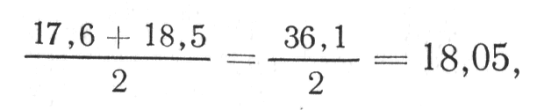 17,6 + 18,5 / 2 = 36,1 / 2 = 18,05,